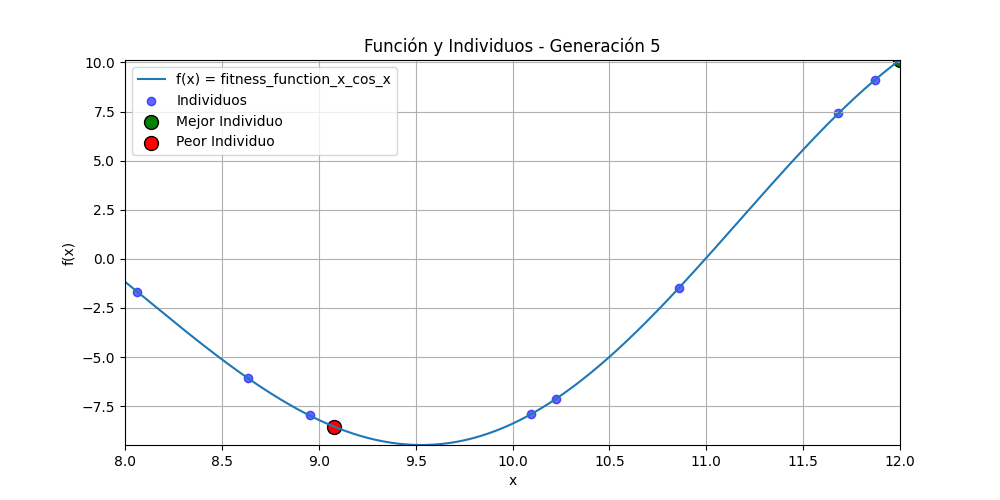 Función y Individuos - Generación 5
f(x) = fitness_function_x_cos_x
Individuos
Mejor Individuo
Peor Individuo
f(x)
10.0
7.5
5.0
2.5
0.0
−2.5
−5.0
−7.5
8.0 8.5 9.0 9.5 10.0 10.5 11.0 11.5 12.0
x